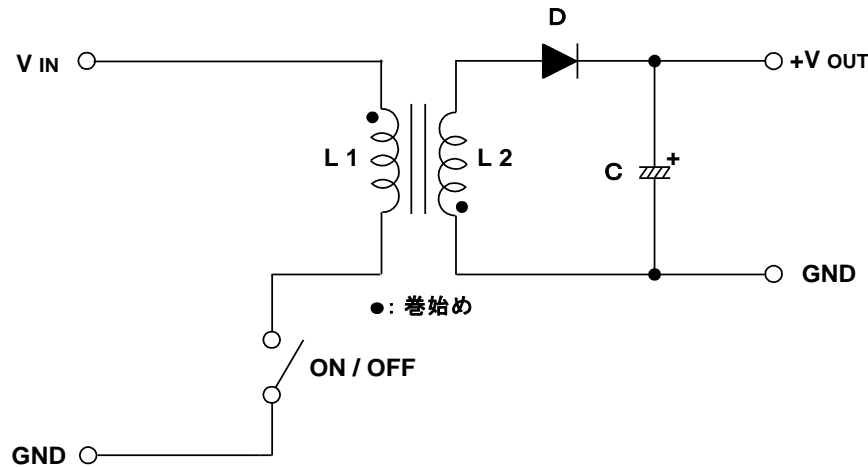 D
V IN
+V OUT
L 1
L 2
C
+
GND
●: 巻始め
ON / OFF
GND